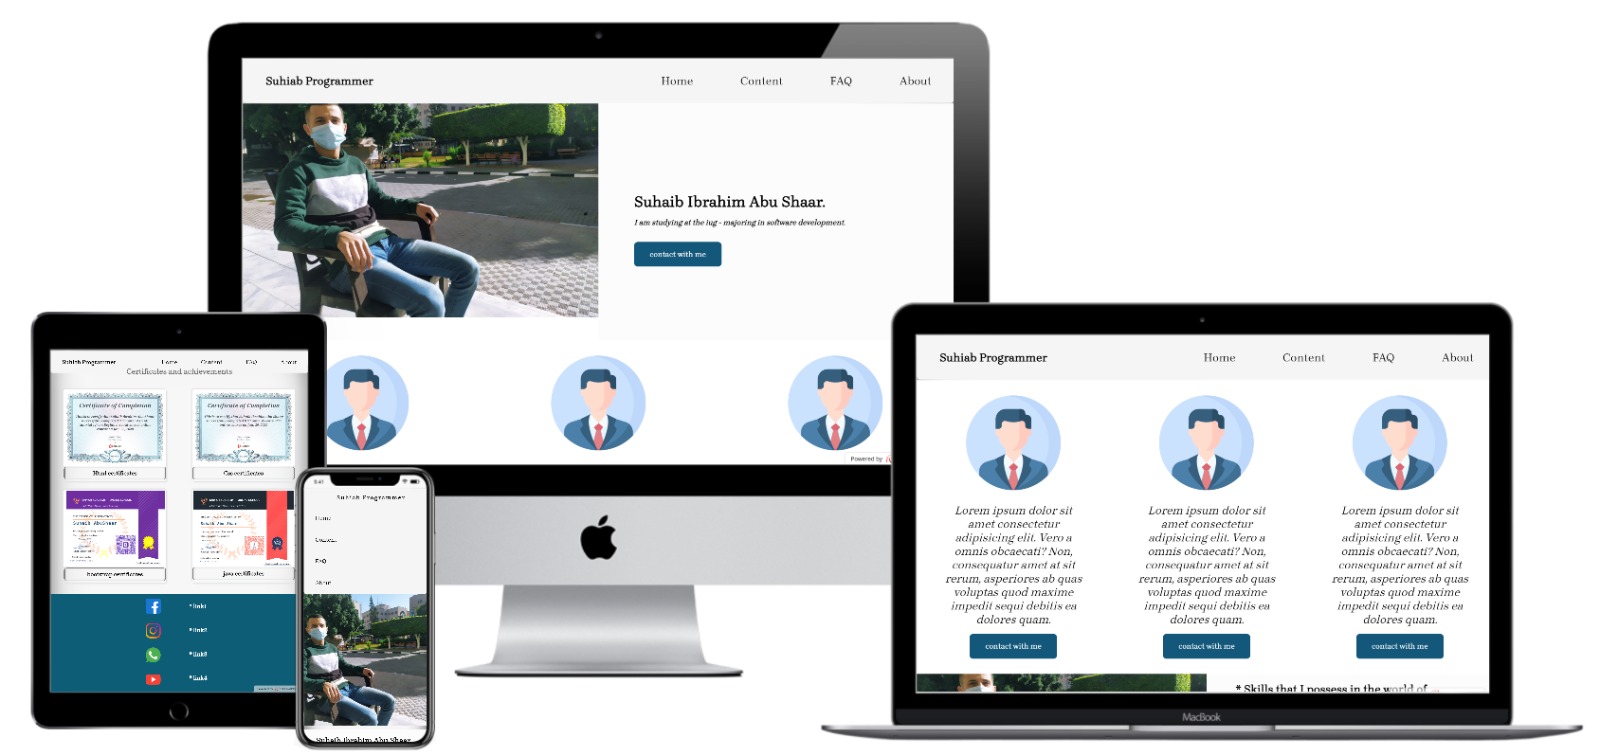 Suhiab Programmer
Home
Content
FAQ
About
Suhaib Ibrahim Abu Shaar.
I am studying at the iug - majoring in software development.
contact with me
Powered by
Suhiab Programmer
Home
Content
FAQ
About
Certificates and achievements
Certificate of Completion
Certificate of Completion
Html certificates
Css certificates
bootstrap certificates
java certificates
*link1
*link2
*link3
*link4
9:41
Suhiab Programmer
Home
Content
FAQ
About
Suhaib Ibrahim Abu Shaar
Suhiab Programmer
Home
Content
FAQ
About
Lorem ipsum dolor sit
amet consectetur
adipisicing elit. Vero a
omnis obcaecati? Non,
consequatur amet at sit
rerum, asperiores ab quas
voluptas quod maxime
impedit sequi debitis ea
dolores quam.
contact with me
Lorem ipsum dolor sit
amet consectetur
adipisicing elit. Vero a
omnis obcaecati? Non,
consequatur amet at sit
rerum, asperiores ab quas
voluptas quod maxime
impedit sequi debitis ea
dolores quam.
contact with me
Lorem ipsum dolor sit
amet consectetur
adipisicing elit. Vero a
omnis obcaecati? Non,
consequatur amet at sit
rerum, asperiores ab quas
voluptas quod maxime
impedit sequi debitis ea
dolores quam.
contact with me
* Skills that I possess in the world of
MacBook